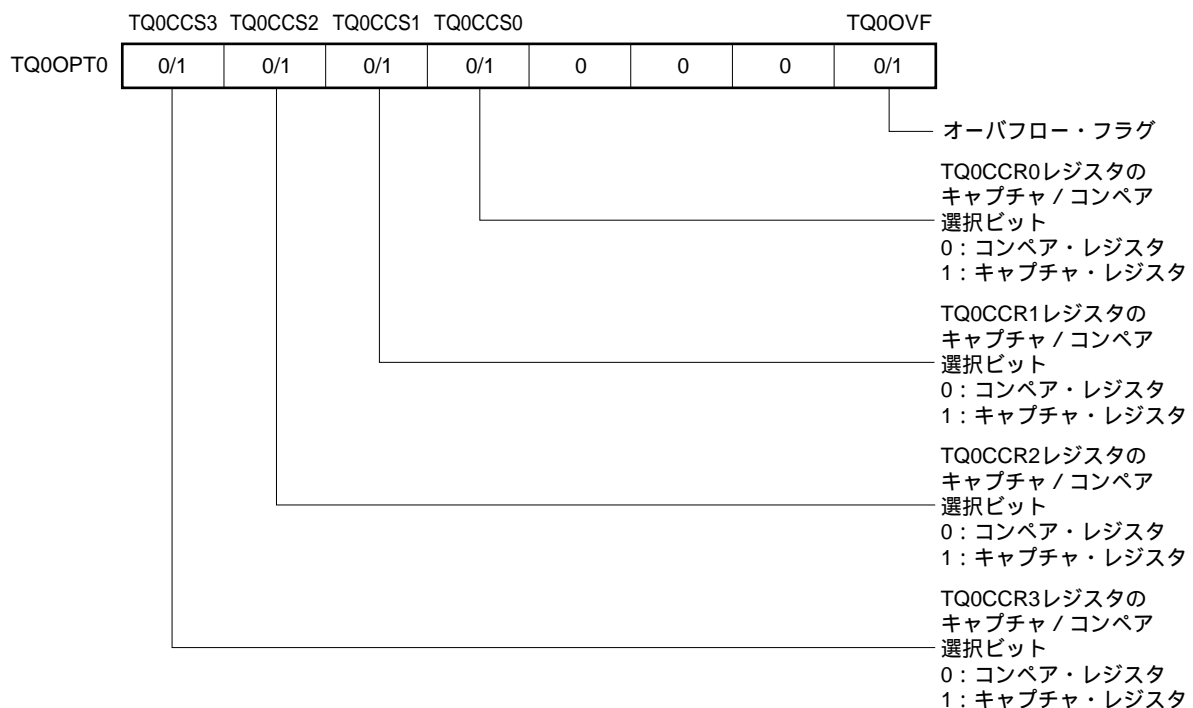 TQ0CCS3 TQ0CCS2 TQ0CCS1 TQ0CCS0 TQ0OVF
TQ0OPT0 0/1 0/1 0/1 0/1 0 0 0 0/1
オーバフロー・フラグ
TQ0CCR0レジスタの
キャプチャ／コンペア
選択ビット
0：コンペア・レジスタ
1：キャプチャ・レジスタ
TQ0CCR1レジスタの
キャプチャ／コンペア
選択ビット
0：コンペア・レジスタ
1：キャプチャ・レジスタ
TQ0CCR2レジスタの
キャプチャ／コンペア
選択ビット
0：コンペア・レジスタ
1：キャプチャ・レジスタ
TQ0CCR3レジスタの
キャプチャ／コンペア
選択ビット
0：コンペア・レジスタ
1：キャプチャ・レジスタ